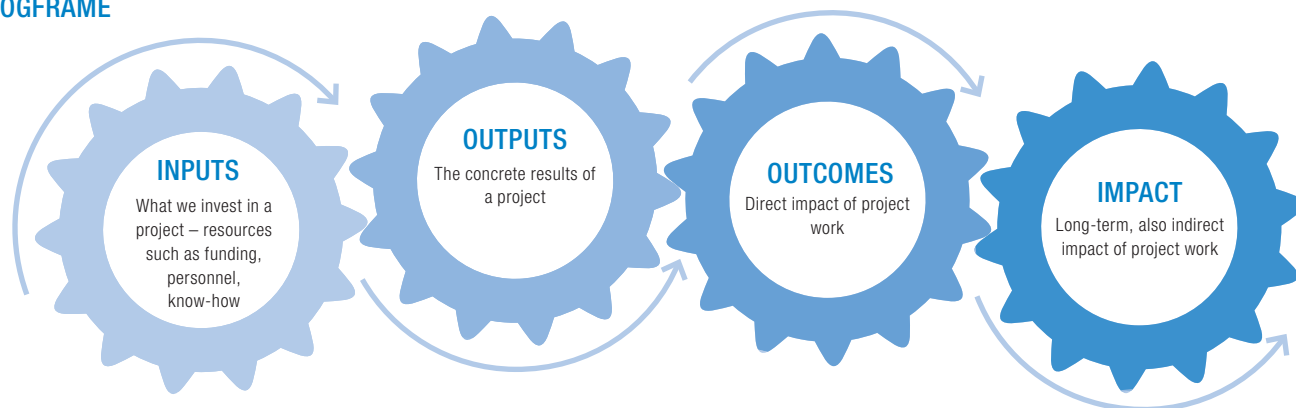 OGFRAME
INPUTS
What we invest in a
project – resources
such as funding,
personnel,
know-how
OUTPUTS
The concrete results of
a project
OUTCOMES
Direct impact of project
work
IMPACT
Long-term, also indirect
impact of project work